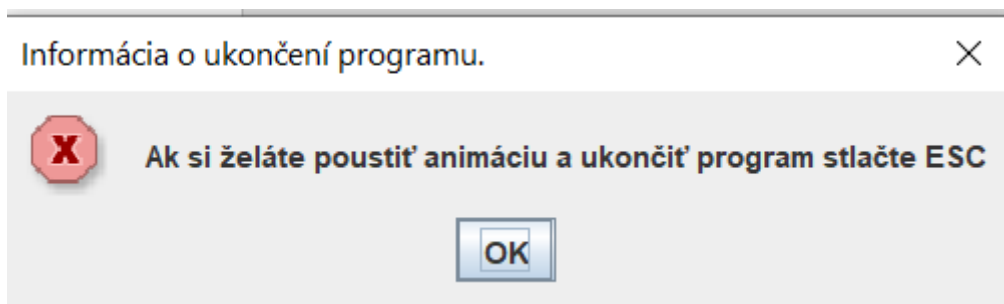 Informácia o ukončení programu.
Ak si želáte poustiť animáciu a ukončiť program stlačte ESC
OK